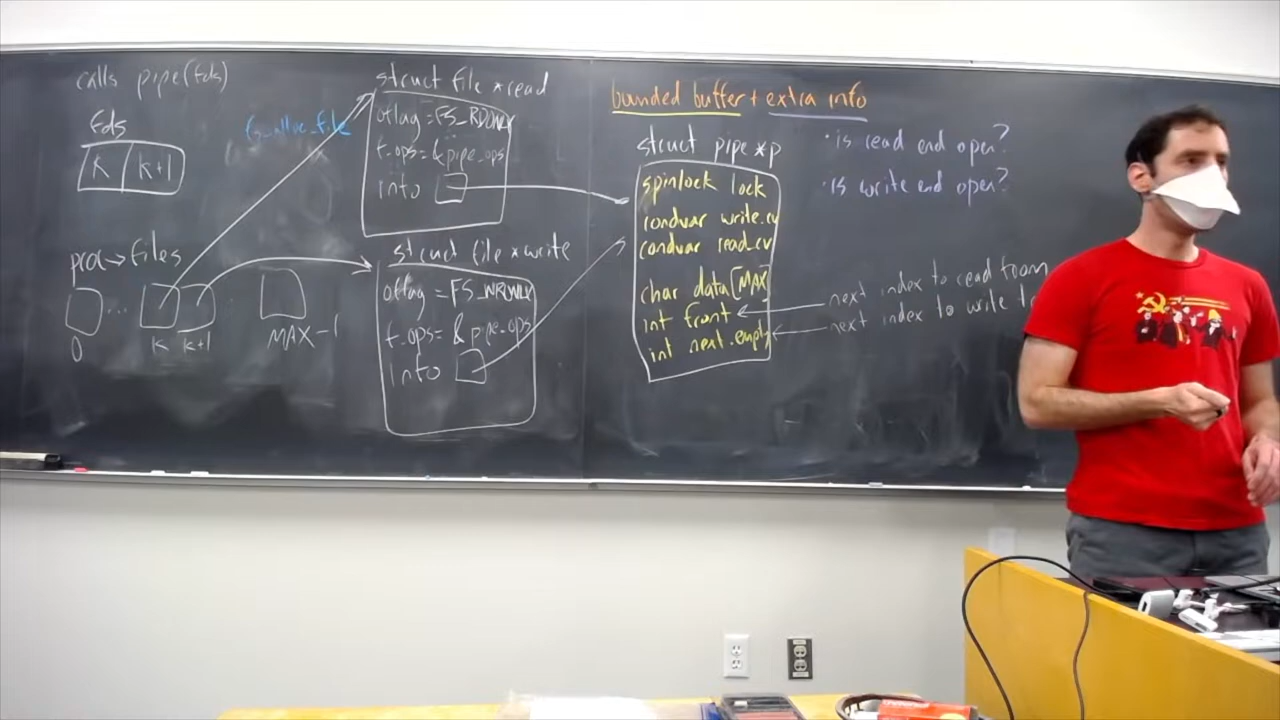 calls pipe(fds)
fds
K K+1
proc→files
0 ... K K+1 MAX-1
fs_alloc_file
struct file *read
oflag = FS_RDONLY
f_ops = &pipe_ops
info
struct file *write
oflag = FS_WRONLY
f_ops = & pipe_ops
info
bounded buffer + extra info
struct pipe *p
spinlock lock
condvar write_cv
condvar read_cv
char data[MAX]
int front
int next_empty
• is read end open?
• is write end open?
next index to read from
next index to write